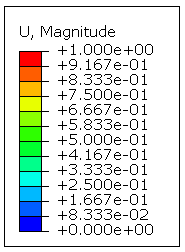 U, Magnitude
+1.000e+00
+9.167e-01
+8.333e-01
+7.500e-01
+6.667e-01
+5.833e-01
+5.000e-01
+4.167e-01
+3.333e-01
+2.500e-01
+1.667e-01
+8.333e-02
+0.000e+00